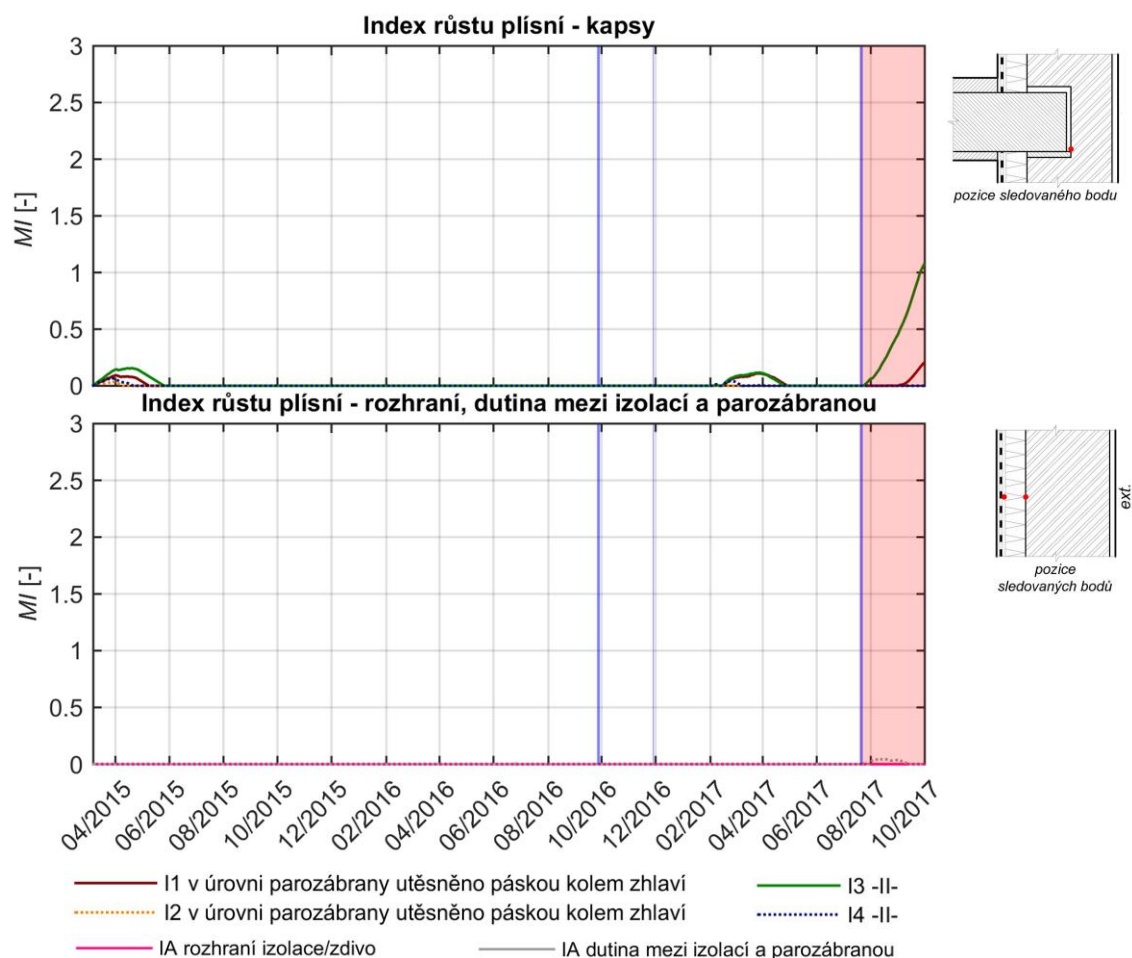 Index růstu plísní - kapsy
3
2.5
2
1.5
1
0.5
0
MI [-]
pozice sledovaného bodu
Index růstu plísní - rozhraní, dutina mezi izolací a parozábranou
3
2.5
2
1.5
1
0.5
0
MI [-]
ext.
pozice
sledovaných bodů
04/2015
06/2015
08/2015
10/2015
12/2015
02/2016
04/2016
06/2016
08/2016
10/2016
12/2016
02/2017
04/2017
06/2017
08/2017
10/2017
I1 v úrovni parozábrany utěsněno páskou kolem zhlaví
I3 -II-
I2 v úrovni parozábrany utěsněno páskou kolem zhlaví
I4 -II-
IA rozhraní izolace/zdivo
IA dutina mezi izolací a parozábranou